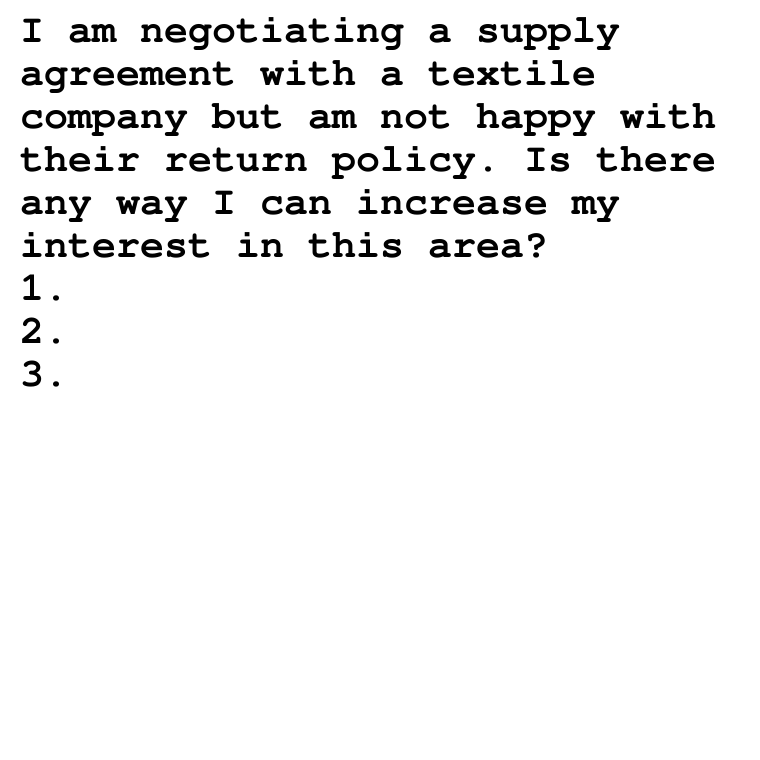 I am negotiating a supply
agreement with a textile
company but am not happy with
their return policy. Is there
any way I can increase my
interest in this area?
1.
2.
3.